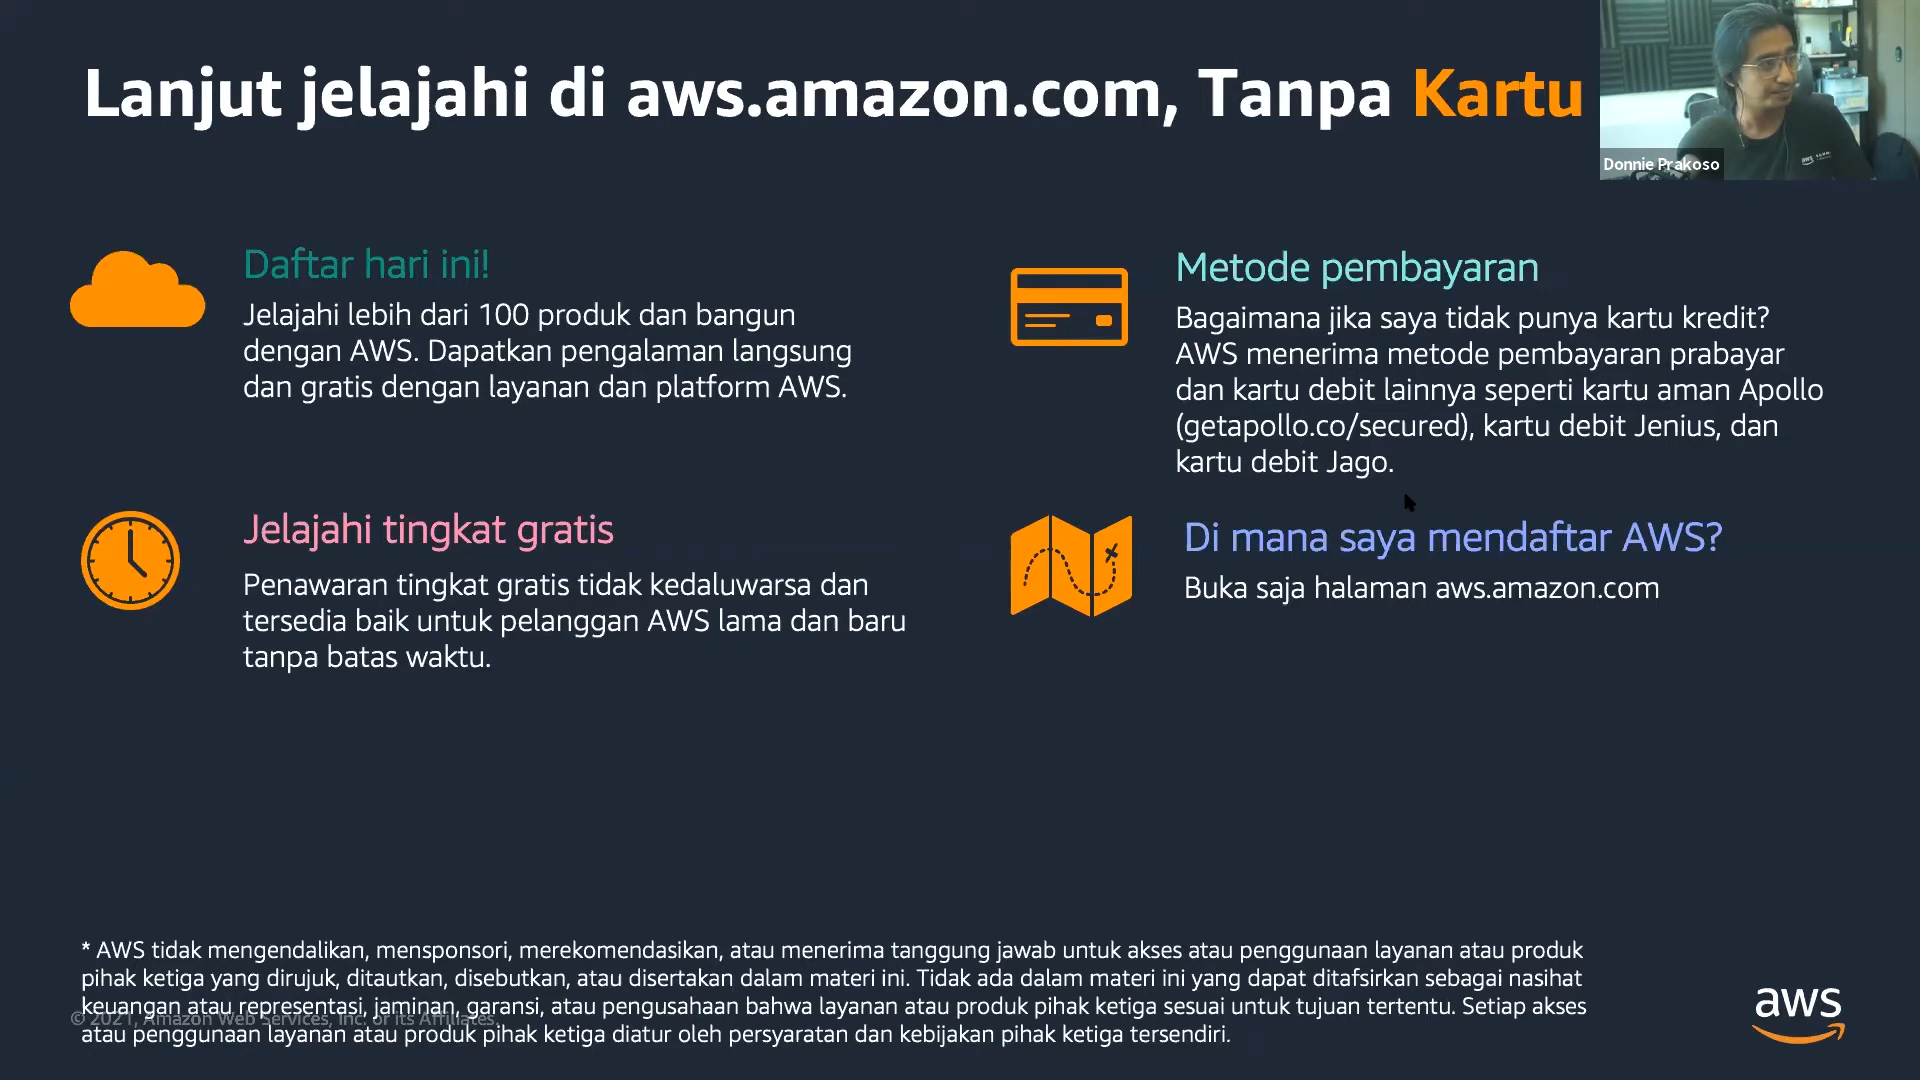 Lanjut jelajahi di aws.amazon.com, Tanpa Kartu
Donnie Prakoso
Daftar hari ini!
Jelajahi lebih dari 100 produk dan bangun
dengan AWS. Dapatkan pengalaman langsung
dan gratis dengan layanan dan platform AWS.
Metode pembayaran
Bagaimana jika saya tidak punya kartu kredit?
AWS menerima metode pembayaran prabayar
dan kartu debit lainnya seperti kartu aman Apollo
(getapollo.co/secured), kartu debit Jenius, dan
kartu debit Jago.
Jelajahi tingkat gratis
Penawaran tingkat gratis tidak kedaluwarsa dan
tersedia baik untuk pelanggan AWS lama dan baru
tanpa batas waktu.
Di mana saya mendaftar AWS?
Buka saja halaman aws.amazon.com
* AWS tidak mengendalikan, mensponsori, merekomendasikan, atau menerima tanggung jawab untuk akses atau penggunaan layanan atau produk
pihak ketiga yang dirujuk, ditautkan, disebutkan, atau disertakan dalam materi ini. Tidak ada dalam materi ini yang dapat ditafsirkan sebagai nasihat
keuangan atau representasi, jaminan, garansi, atau pengusahaan bahwa layanan atau produk pihak ketiga sesuai untuk tujuan tertentu. Setiap akses
atau penggunaan layanan atau produk pihak ketiga diatur oleh persyaratan dan kebijakan pihak ketiga tersendiri.
© 2021, Amazon Web Services, Inc. or its Affiliates.
aws